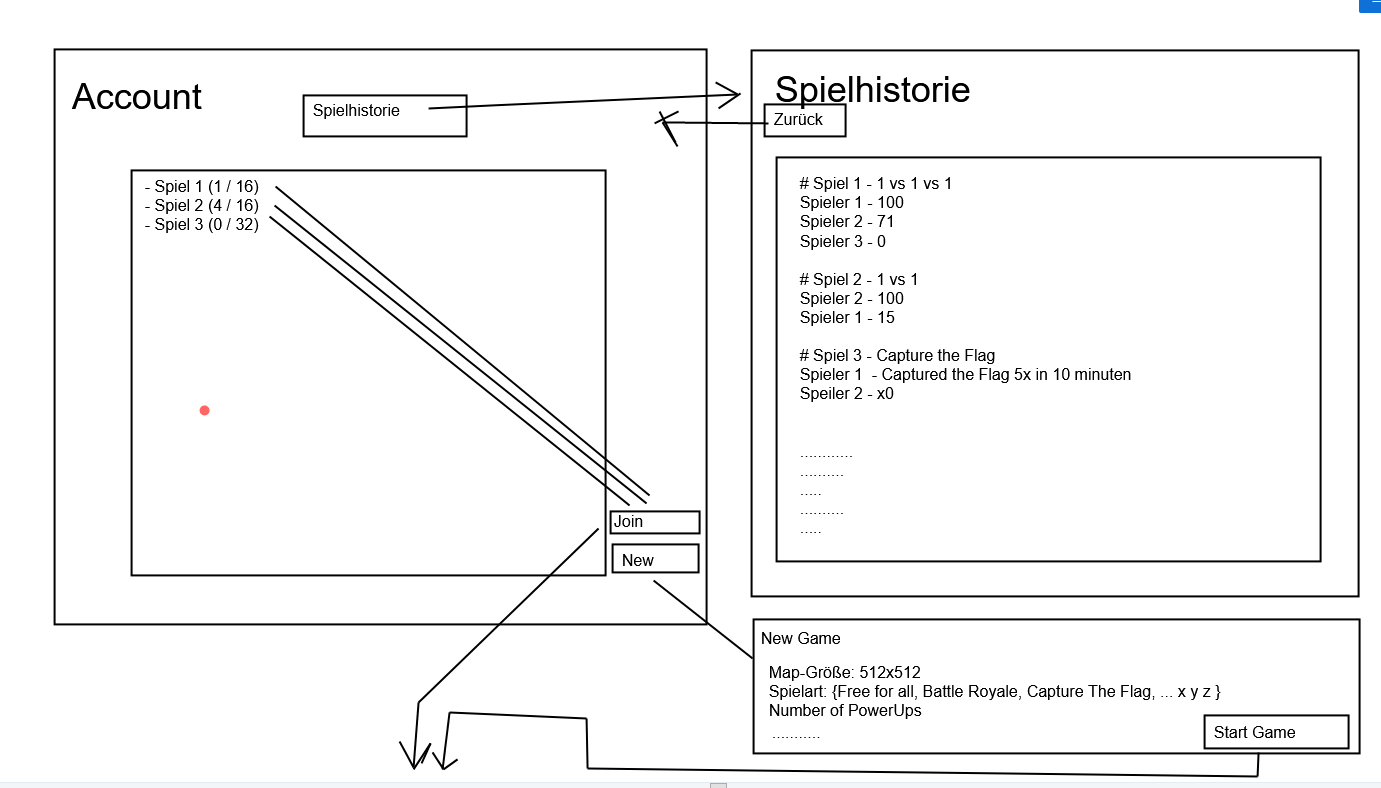 Account
Spielhistorie
- Spiel 1 (1 / 16)
- Spiel 2 (4 / 16)
- Spiel 3 (0 / 32)
Join
New
Spielhistorie
Zurück
# Spiel 1 - 1 vs 1 vs 1
Spieler 1 - 100
Spieler 2 - 71
Spieler 3 - 0
# Spiel 2 - 1 vs 1
Spieler 2 - 100
Spieler 1 - 15
# Spiel 3 - Capture the Flag
Spieler 1  - Captured the Flag 5x in 10 minuten
Speiler 2 - x0
............
..........
.....
..........
.....
New Game
Map-Größe: 512x512
Spielart: {Free for all, Battle Royale, Capture The Flag, ... x y z }
Number of PowerUps
...........
Start Game